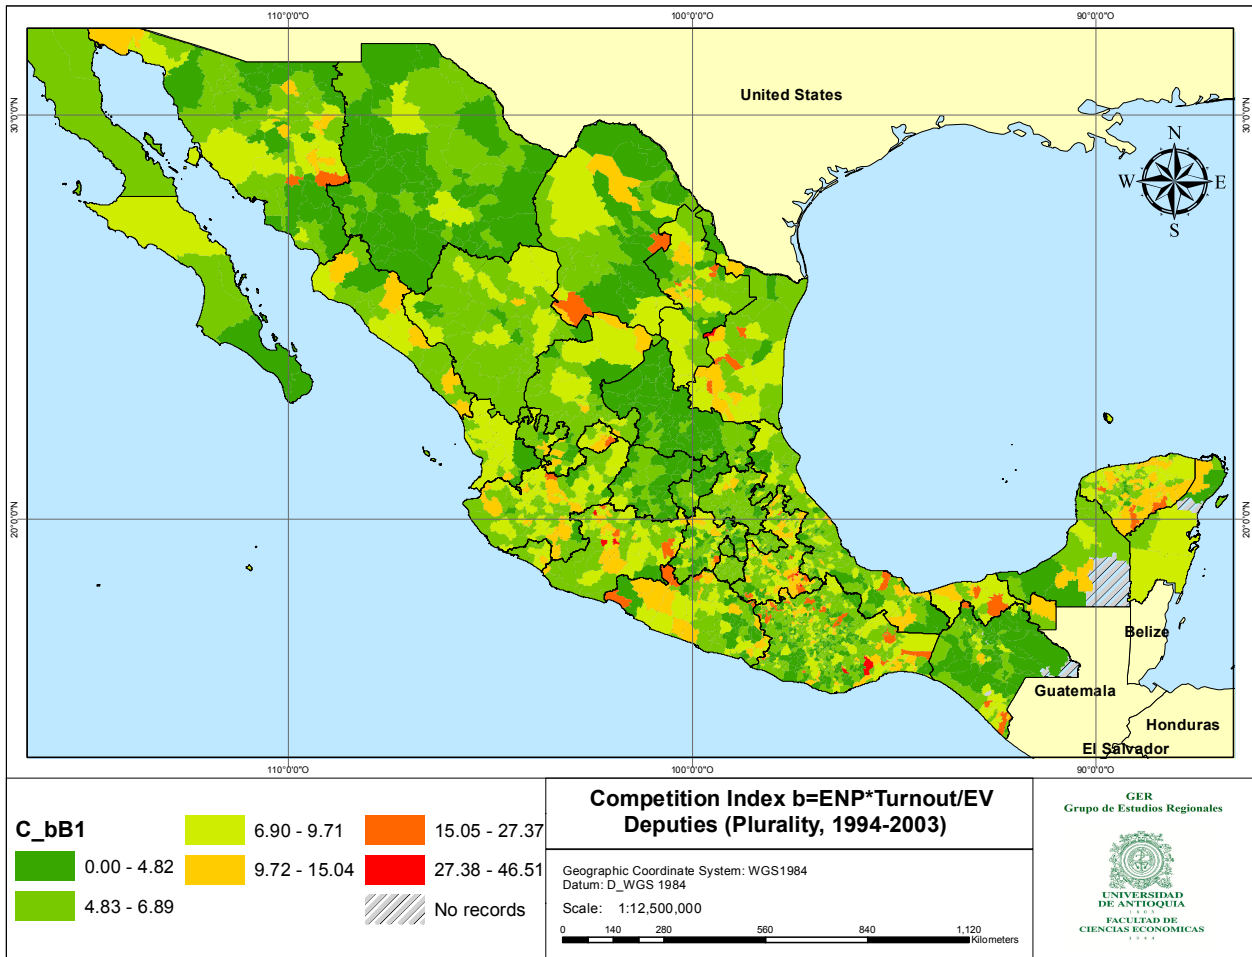 110°0'0"O
100°0'0"O
90°0'0"O
United States
30°0'0"N
30°0'0"N
N
W
E
S
20°0'0"N
20°0'0"N
Belize
Guatemala
Honduras
El Salvador
110°0'0"O
100°0'0"O
90°0'0"O
C_bB1
0.00 - 4.82
4.83 - 6.89
6.90 - 9.71
9.72 - 15.04
15.05 - 27.37
27.38 - 46.51
No records
Competition Index b=ENP*Turnout/EV
Deputies (Plurality, 1994-2003)
Geographic Coordinate System: WGS1984
Datum: D_WGS 1984
Scale: 1:12,500,000
0 140 280 560 840 1,120
Kilometers
GER
Grupo de Estudios Regionales
UNIVERSIDAD
DE ANTIOQUIA
1 8 0 3
FACULTAD DE
CIENCIAS ECONOMICAS